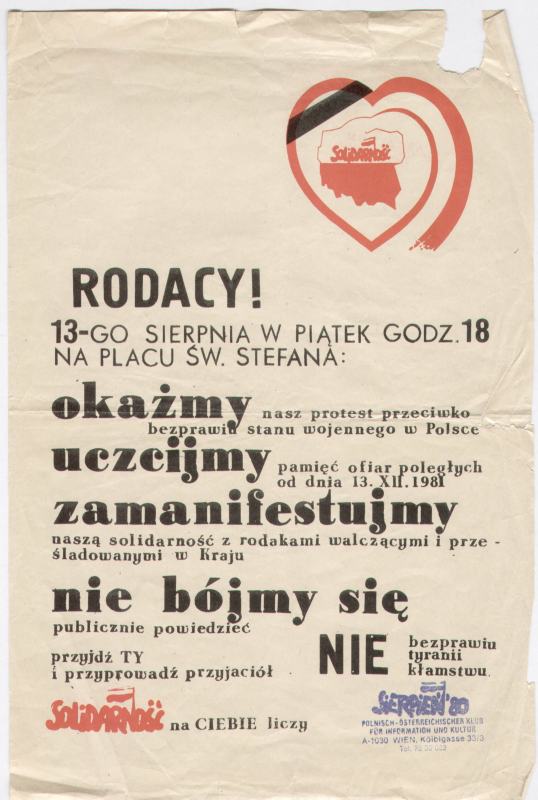 SOLIDARNOŚĆ
RODACY!
13-GO SIERPNIA W PIĄTEK GODZ. 18
NA PLACU ŚW. STEFANA:
okażmy nasz protest przeciwko
bezprawiu stanu wojennego w Polsce
uczcijmy pamięć ofiar poległych
od dnia 13. XII. 1981
zamanifestujmy
naszą solidarność z rodakami walczącymi i prze-
śladowanymi w Kraju
nie bójmy się
publicznie powiedzieć
NIE bezprawiu
tyranii
kłamstwu.
przyjdź TY
i przyprowadź przyjaciół
SOLIDARNOŚĆ na CIEBIE liczy
SIERPIEŃ '80
POLNISCH-ÖSTERREICHISCHER KLUB
FÜR INFORMATION UND KULTUR
A-1030 WIEN, Kölblgasse 33/3
Tel.